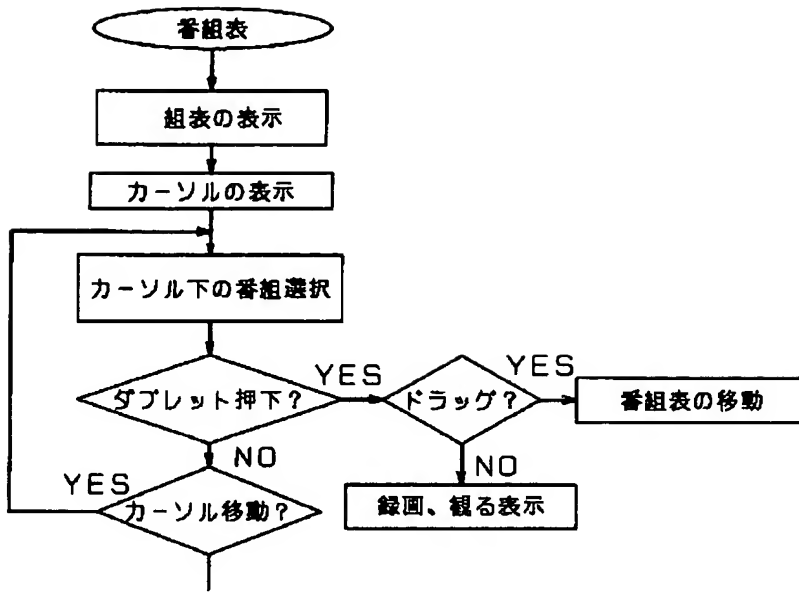 番組表
組表の表示
カーソルの表示
カーソル下の番組選択
ダブレット押下?
YES
ドラッグ?
YES
番組表の移動
NO
NO
YES
カーソル移動?
録画、観る表示